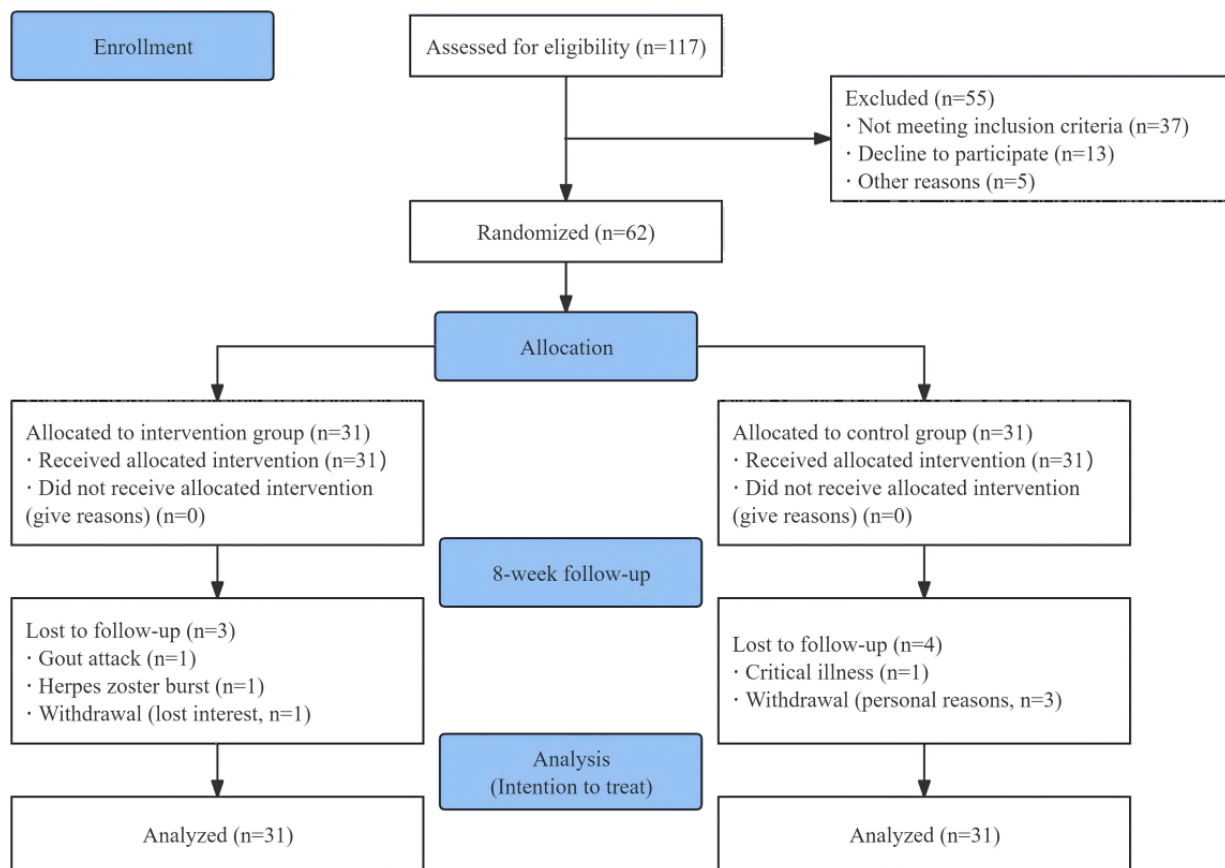 Enrollment
Assessed for eligibility (n=117)
Excluded (n=55)
· Not meeting inclusion criteria (n=37)
· Decline to participate (n=13)
· Other reasons (n=5)
Randomized (n=62)
Allocation
Allocated to intervention group (n=31)
· Received allocated intervention (n=31)
· Did not receive allocated intervention
(give reasons) (n=0)
Allocated to control group (n=31)
· Received allocated intervention (n=31)
· Did not receive allocated intervention
(give reasons) (n=0)
8-week follow-up
Lost to follow-up (n=3)
· Gout attack (n=1)
· Herpes zoster burst (n=1)
· Withdrawal (lost interest, n=1)
Lost to follow-up (n=4)
· Critical illness (n=1)
· Withdrawal (personal reasons, n=3)
Analysis
(Intention to treat)
Analyzed (n=31)
Analyzed (n=31)